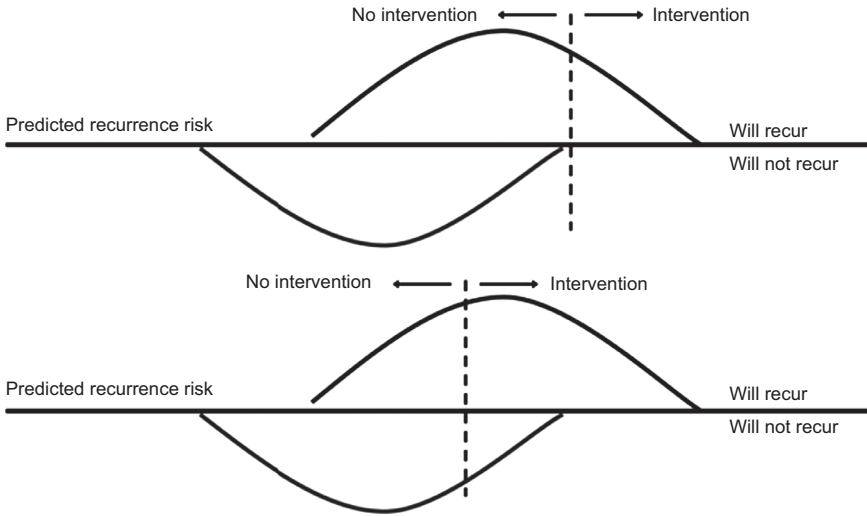 No intervention
Intervention
Predicted recurrence risk
Will recur
Will not recur
No intervention
Intervention
Predicted recurrence risk
Will recur
Will not recur